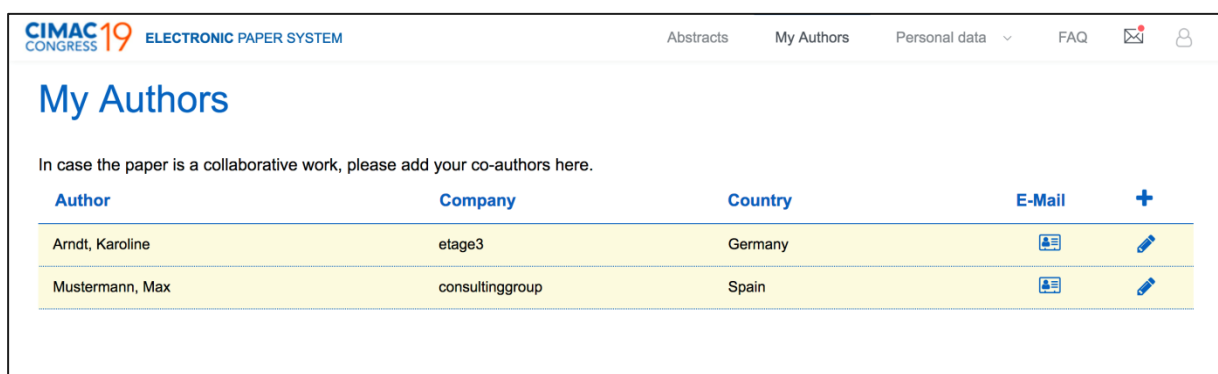 CIMAC CONGRESS 19 ELECTRONIC PAPER SYSTEM Abstracts My Authors Personal data FAQ
My Authors
In case the paper is a collaborative work, please add your co-authors here.
Author Company Country E-Mail +
Arndt, Karoline etage3 Germany
Mustermann, Max consultinggroup Spain